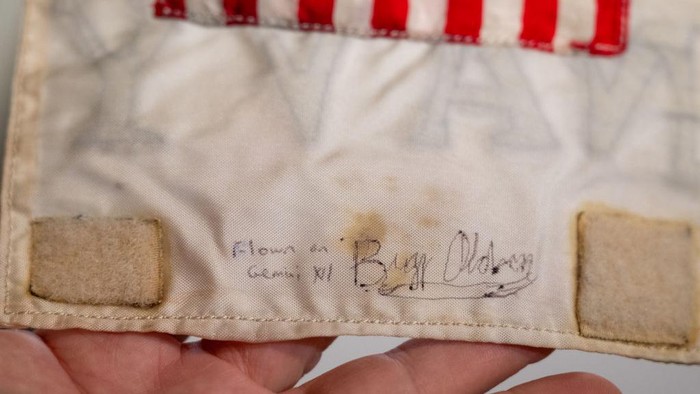 Flown on
Gemini XII
Buzz Aldrin